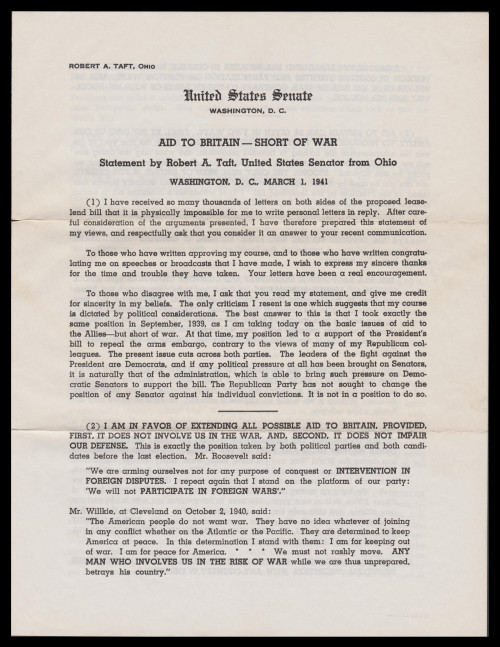 ROBERT A. TAFT, OHIO
United States Senate
WASHINGTON, D. C.
AID TO BRITAIN — SHORT OF WAR
Statement by Robert A. Taft, United States Senator from Ohio
WASHINGTON, D. C., MARCH 1, 1941
(1) I have received so many thousands of letters on both sides of the proposed lease-
lend bill that it is physically impossible for me to write personal letters in reply. After care-
ful consideration of the arguments presented, I have therefore prepared this statement of
my views, and respectfully ask that you consider it an answer to your recent communication.
To those who have written approving my course, and to those who have written congratu-
lating me on speeches or broadcasts that I have made, I wish to express my sincere thanks
for the time and trouble they have taken. Your letters have been a real encouragement.
To those who disagree with me, I ask that you read my statement, and give me credit
for sincerity in my beliefs. The only criticism I resent is one which suggests that my course
is dictated by political considerations. The best answer to this is that I took exactly the
same position in September, 1939, as I am taking today on the basic issues of aid to
the Allies—but short of war. At that time, my position led to a support of the President's
bill to repeal the arms embargo, contrary to the views of many of my Republican col-
leagues. The present issue cuts across both parties. The leaders of the fight against the
President are Democrats, and if any political pressure at all has been brought on Senators,
it is naturally that of the administration, which is able to bring such pressure on Demo-
cratic Senators to support the bill. The Republican Party has not sought to change the
position of any Senator against his individual convictions. It is not in a position to do so.
(2) I AM IN FAVOR OF EXTENDING ALL POSSIBLE AID TO BRITAIN, PROVIDED,
FIRST, IT DOES NOT INVOLVE US IN THE WAR, AND, SECOND, IT DOES NOT IMPAIR
OUR DEFENSE. This is exactly the position taken by both political parties and both candi-
dates before the last election. Mr. Roosevelt said:
"We are arming ourselves not for any purpose of conquest or INTERVENTION IN
FOREIGN DISPUTES. I repeat again that I stand on the platform of our party:
'We will not PARTICIPATE IN FOREIGN WARS'."
Mr. Willkie, at Cleveland on October 2, 1940, said:
"The American people do not want war. They have no idea whatever of joining
in any conflict whether on the Atlantic or the Pacific. They are determined to keep
America at peace. In this determination I stand with them: I am for keeping out
of war. I am for peace for America. * * * We must not rashly move. ANY
MAN WHO INVOLVES US IN THE RISK OF WAR while we are thus unprepared,
betrays his country."